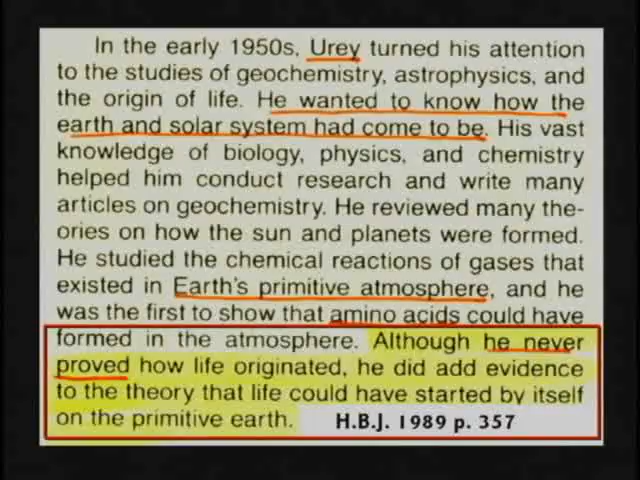 In the early 1950s, Urey turned his attention
to the studies of geochemistry, astrophysics, and
the origin of life. He wanted to know how the
earth and solar system had come to be. His vast
knowledge of biology, physics, and chemistry
helped him conduct research and write many
articles on geochemistry. He reviewed many the-
ories on how the sun and planets were formed.
He studied the chemical reactions of gases that
existed in Earth's primitive atmosphere, and he
was the first to show that amino acids could have
formed in the atmosphere. Although he never
proved how life originated, he did add evidence
to the theory that life could have started by itself
on the primitive earth. H.B.J. 1989 p. 357